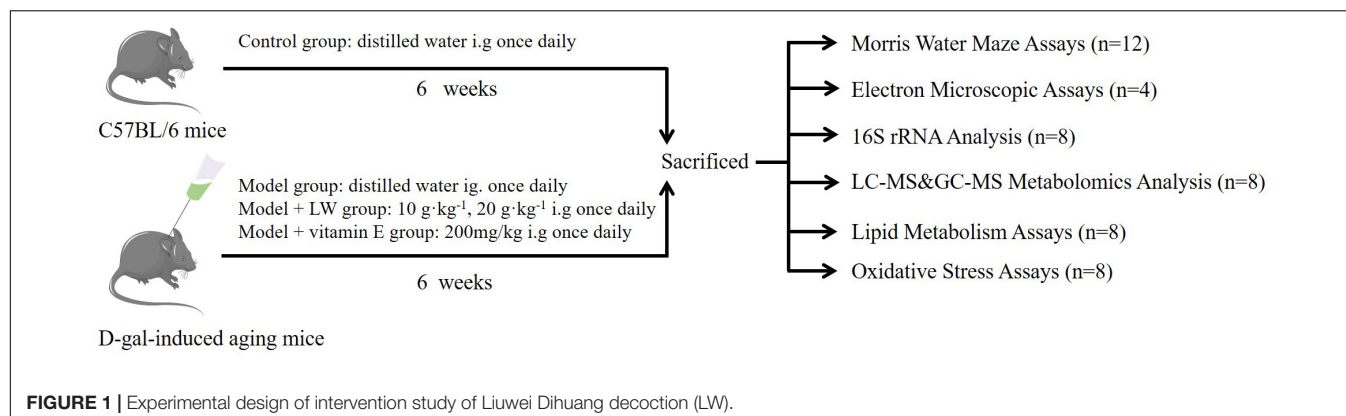 Control group: distilled water i.g once daily
6 weeks
C57BL/6 mice
Model group: distilled water ig. once daily
Model + LW group: 10 g·kg⁻¹, 20 g·kg⁻¹ i.g once daily
Model + vitamin E group: 200mg/kg i.g once daily
6 weeks
D-gal-induced aging mice
Sacrificed
Morris Water Maze Assays (n=12)
Electron Microscopic Assays (n=4)
16S rRNA Analysis (n=8)
LC-MS&GC-MS Metabolomics Analysis (n=8)
Lipid Metabolism Assays (n=8)
Oxidative Stress Assays (n=8)
FIGURE 1 | Experimental design of intervention study of Liuwei Dihuang decoction (LW).